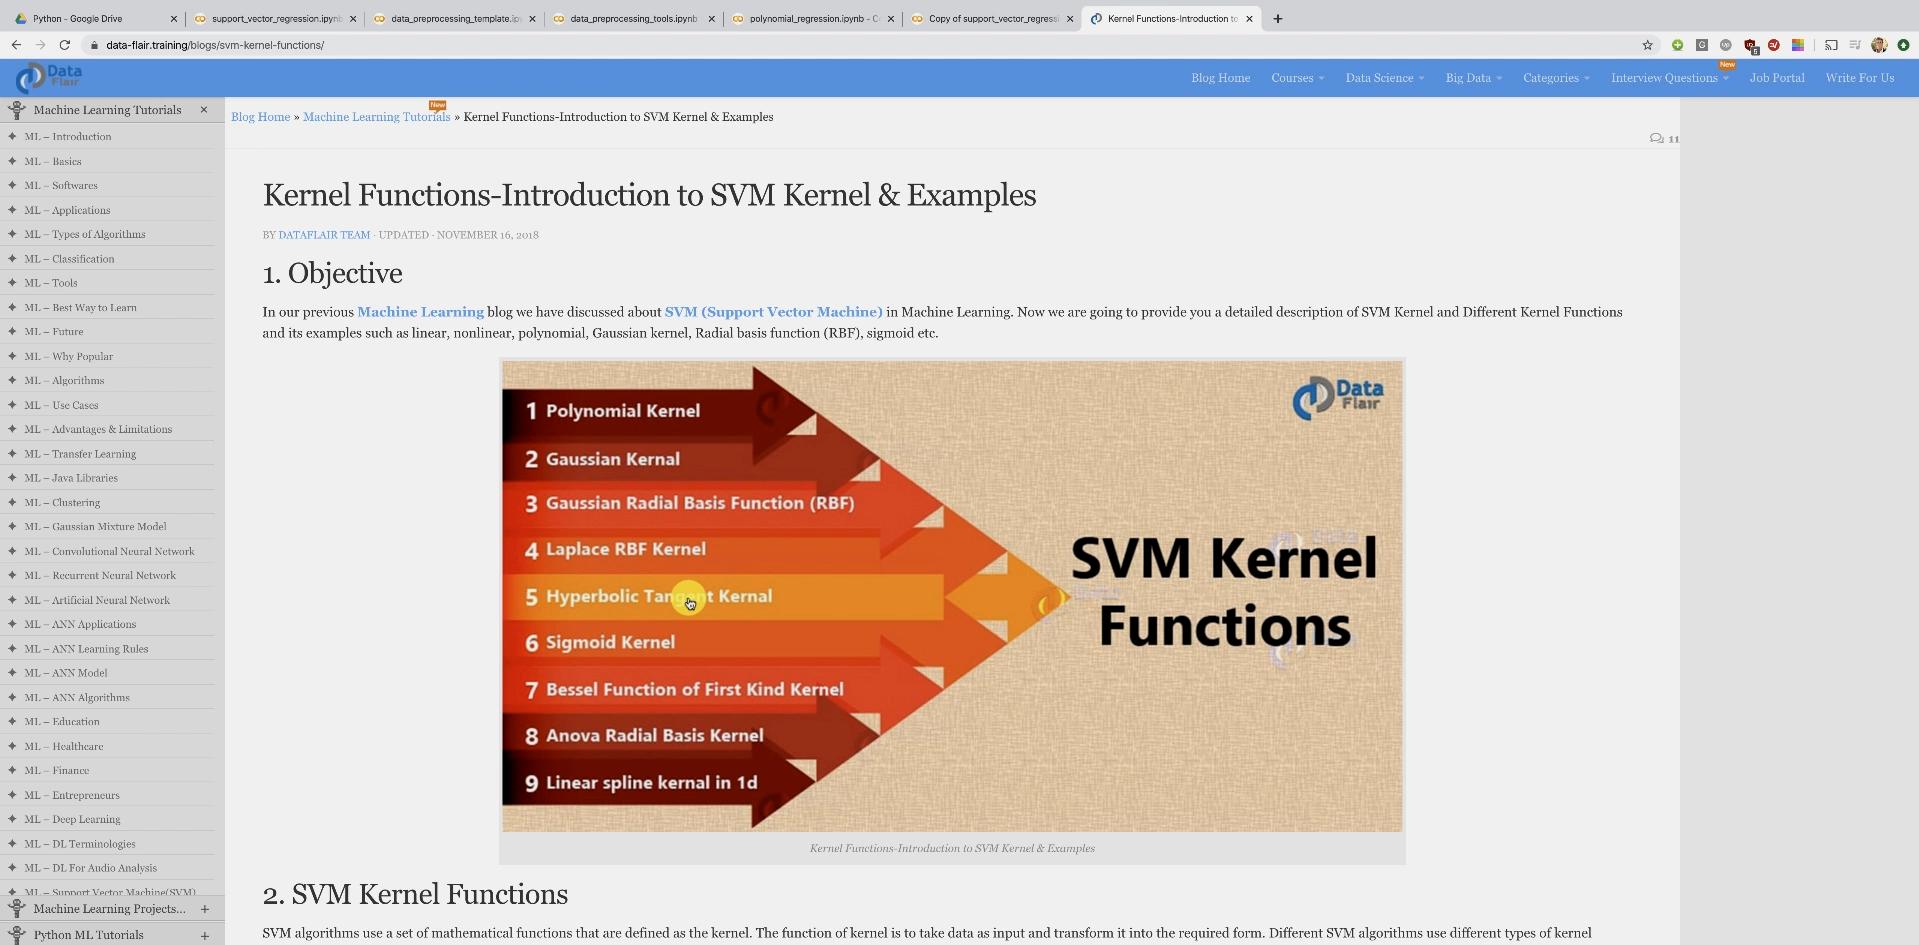 Python - Google Drive
support_vector_regression.ipynb
data_preprocessing_template.ip
data_preprocessing_tools.ipynb
polynomial_regression.ipynb - C
Copy of support_vector_regress
Kernel Functions-Introduction to
data-flair.training/blogs/svm-kernel-functions/
Data
Flair
Blog Home
Courses
Data Science
Big Data
Categories
New
Interview Questions
Job Portal
Write For Us
Machine Learning Tutorials
ML – Introduction
ML – Basics
ML – Softwares
ML – Applications
ML – Types of Algorithms
ML – Classification
ML – Tools
ML – Best Way to Learn
ML – Future
ML – Why Popular
ML – Algorithms
ML – Use Cases
ML – Advantages & Limitations
ML – Transfer Learning
ML – Java Libraries
ML – Clustering
ML – Gaussian Mixture Model
ML – Convolutional Neural Network
ML – Recurrent Neural Network
ML – Artificial Neural Network
ML – ANN Applications
ML – ANN Learning Rules
ML – ANN Model
ML – ANN Algorithms
ML – Education
ML – Healthcare
ML – Finance
ML – Entrepreneurs
ML – Deep Learning
ML – DL Terminologies
ML – DL For Audio Analysis
ML – Support Vector Machine(SVM)
Machine Learning Projects...
Python ML Tutorials
New
Blog Home » Machine Learning Tutorials » Kernel Functions-Introduction to SVM Kernel & Examples
11
Kernel Functions-Introduction to SVM Kernel & Examples
BY DATAFLAIR TEAM · UPDATED · NOVEMBER 16, 2018
1. Objective
In our previous Machine Learning blog we have discussed about SVM (Support Vector Machine) in Machine Learning. Now we are going to provide you a detailed description of SVM Kernel and Different Kernel Functions
and its examples such as linear, nonlinear, polynomial, Gaussian kernel, Radial basis function (RBF), sigmoid etc.
Data
Flair
1 Polynomial Kernel
2 Gaussian Kernal
3 Gaussian Radial Basis Function (RBF)
4 Laplace RBF Kernel
5 Hyperbolic Tangent Kernal
6 Sigmoid Kernel
7 Bessel Function of First Kind Kernel
8 Anova Radial Basis Kernel
9 Linear spline kernal in 1d
SVM Kernel
Functions
Kernel Functions-Introduction to SVM Kernel & Examples
2. SVM Kernel Functions
SVM algorithms use a set of mathematical functions that are defined as the kernel. The function of kernel is to take data as input and transform it into the required form. Different SVM algorithms use different types of kernel